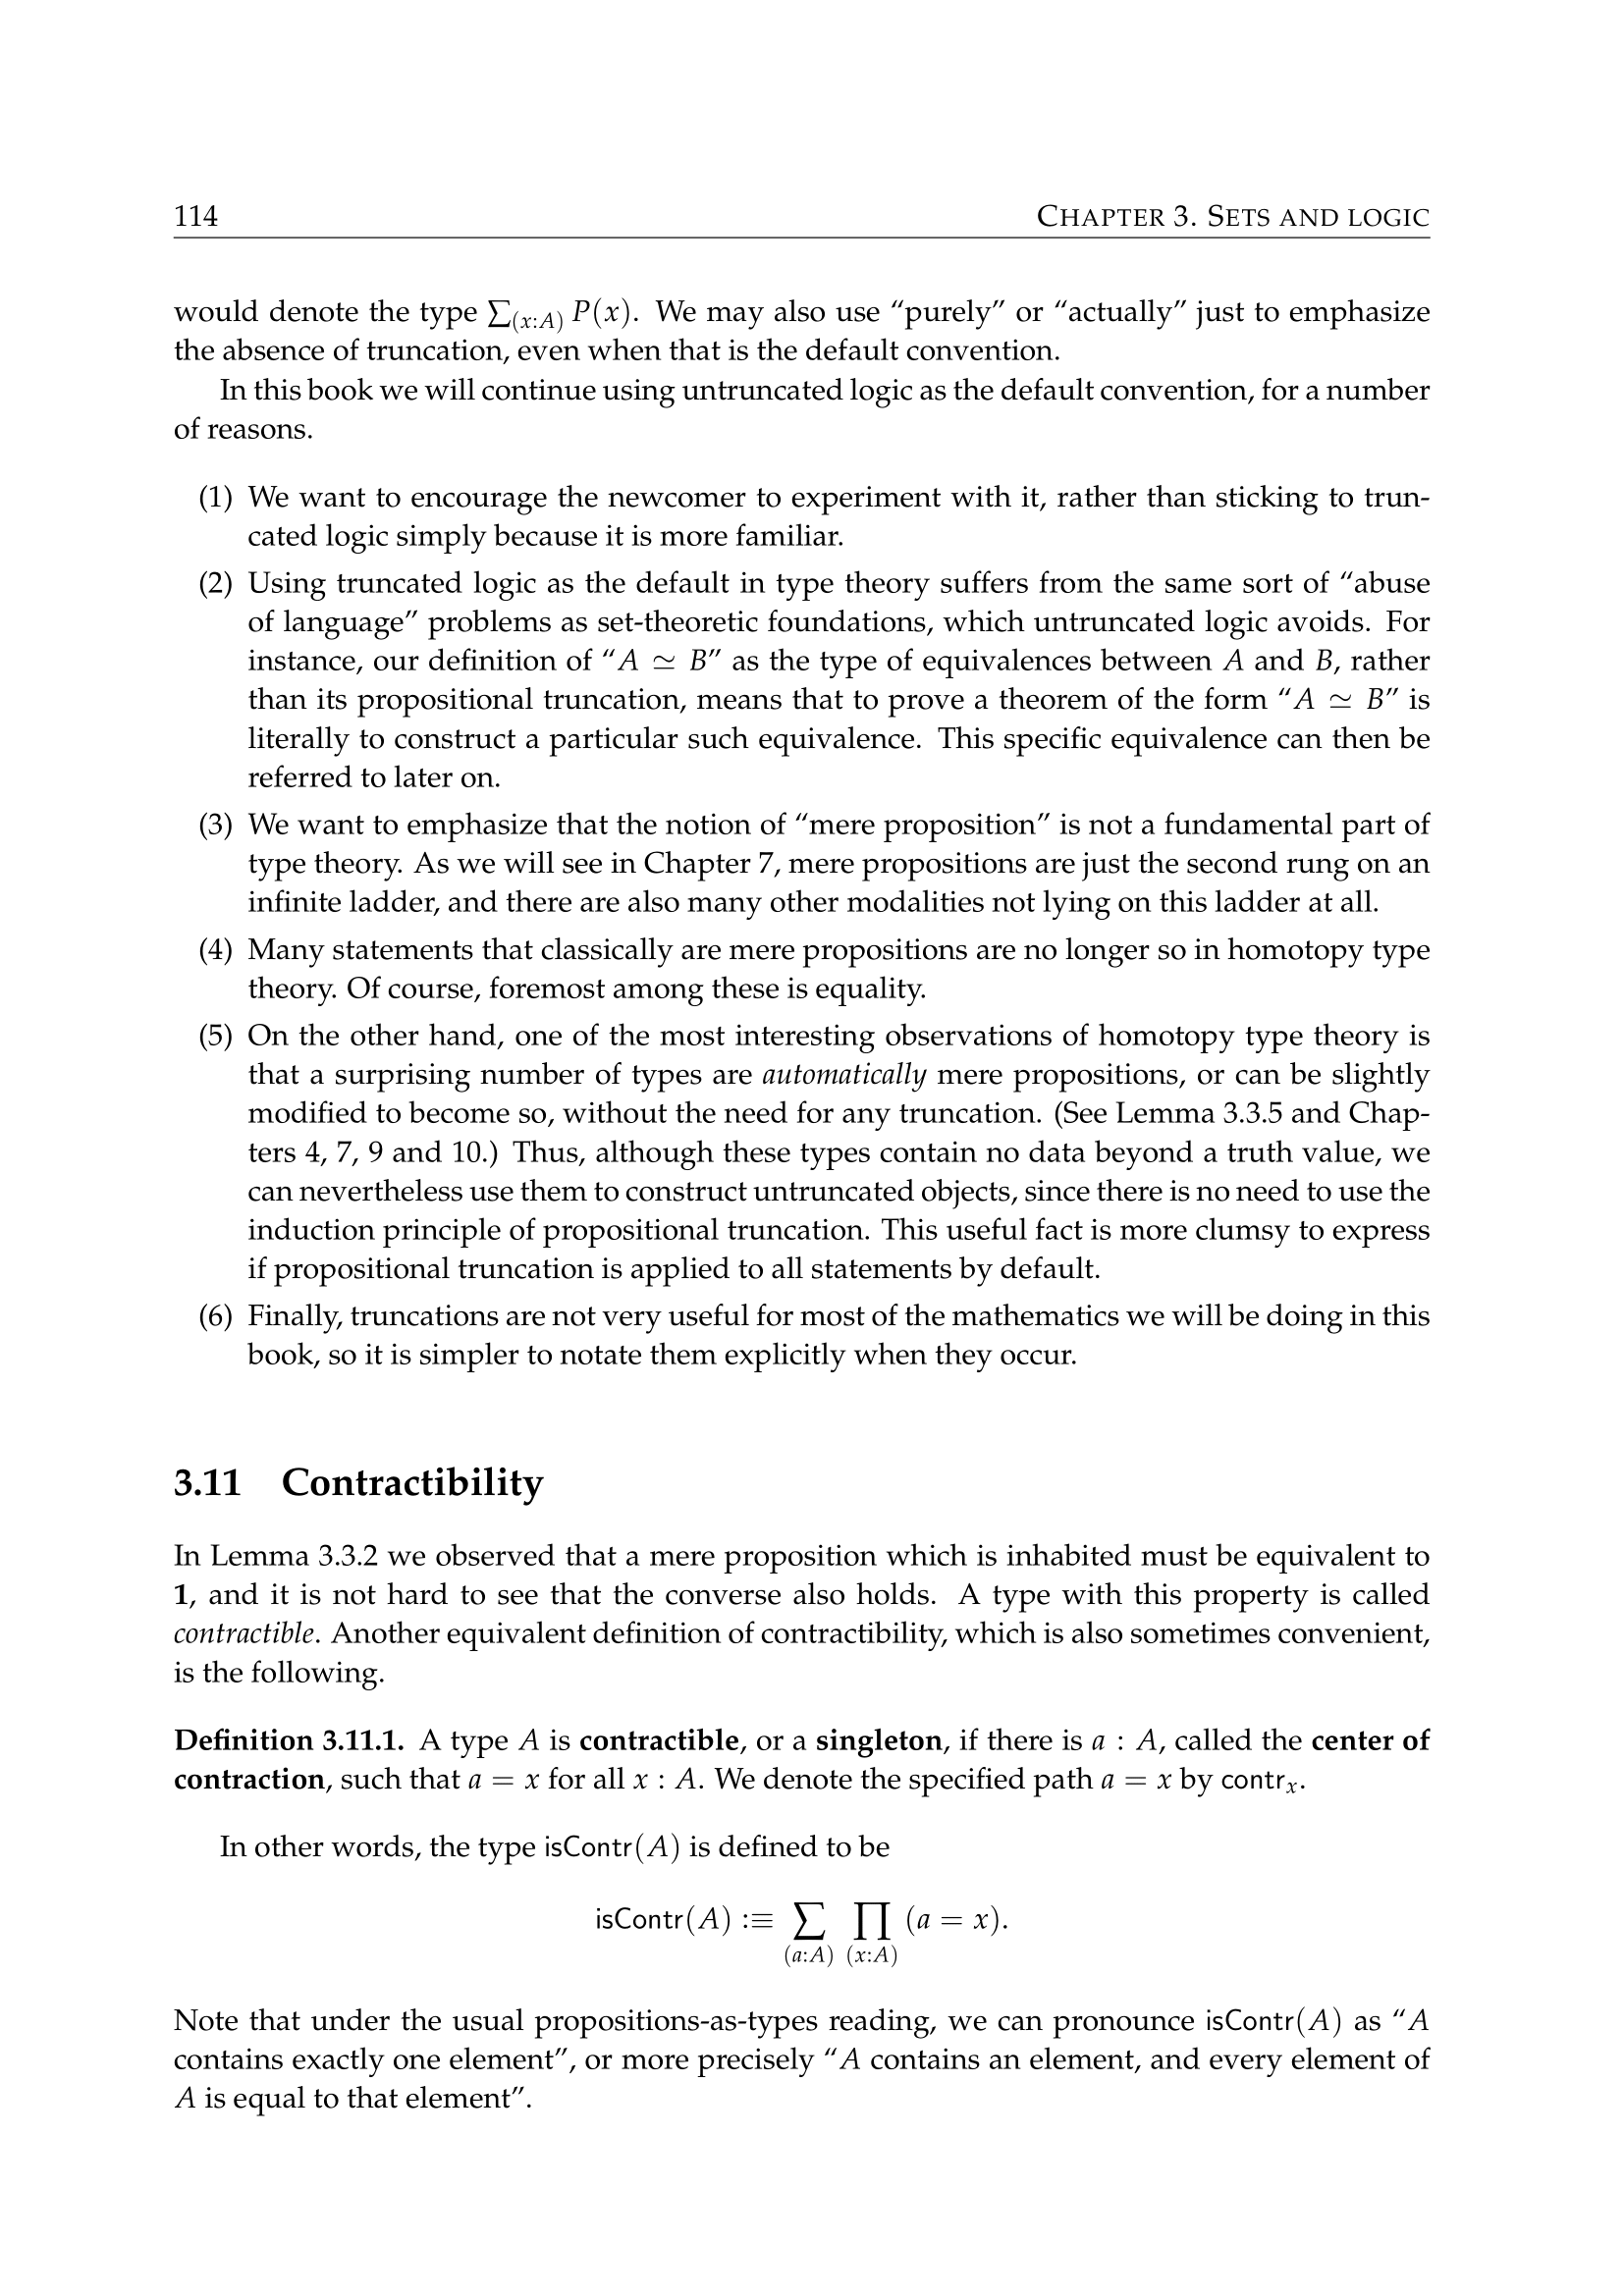 114 CHAPTER 3. SETS AND LOGIC
would denote the type ∑(x:A) P(x). We may also use “purely” or “actually” just to emphasize
the absence of truncation, even when that is the default convention.
In this book we will continue using untruncated logic as the default convention, for a number
of reasons.
(1) We want to encourage the newcomer to experiment with it, rather than sticking to trun-
cated logic simply because it is more familiar.
(2) Using truncated logic as the default in type theory suffers from the same sort of “abuse
of language” problems as set-theoretic foundations, which untruncated logic avoids. For
instance, our definition of “A ≃ B” as the type of equivalences between A and B, rather
than its propositional truncation, means that to prove a theorem of the form “A ≃ B” is
literally to construct a particular such equivalence. This specific equivalence can then be
referred to later on.
(3) We want to emphasize that the notion of “mere proposition” is not a fundamental part of
type theory. As we will see in Chapter 7, mere propositions are just the second rung on an
infinite ladder, and there are also many other modalities not lying on this ladder at all.
(4) Many statements that classically are mere propositions are no longer so in homotopy type
theory. Of course, foremost among these is equality.
(5) On the other hand, one of the most interesting observations of homotopy type theory is
that a surprising number of types are automatically mere propositions, or can be slightly
modified to become so, without the need for any truncation. (See Lemma 3.3.5 and Chap-
ters 4, 7, 9 and 10.) Thus, although these types contain no data beyond a truth value, we
can nevertheless use them to construct untruncated objects, since there is no need to use the
induction principle of propositional truncation. This useful fact is more clumsy to express
if propositional truncation is applied to all statements by default.
(6) Finally, truncations are not very useful for most of the mathematics we will be doing in this
book, so it is simpler to notate them explicitly when they occur.
3.11 Contractibility
In Lemma 3.3.2 we observed that a mere proposition which is inhabited must be equivalent to
1, and it is not hard to see that the converse also holds. A type with this property is called
contractible. Another equivalent definition of contractibility, which is also sometimes convenient,
is the following.
Definition 3.11.1. A type A is contractible, or a singleton, if there is a : A, called the center of
contraction, such that a = x for all x : A. We denote the specified path a = x by contrₓ.
In other words, the type isContr(A) is defined to be
isContr(A) :≡ ∑(a:A) ∏(x:A) (a = x).
Note that under the usual propositions-as-types reading, we can pronounce isContr(A) as “A
contains exactly one element”, or more precisely “A contains an element, and every element of
A is equal to that element”.